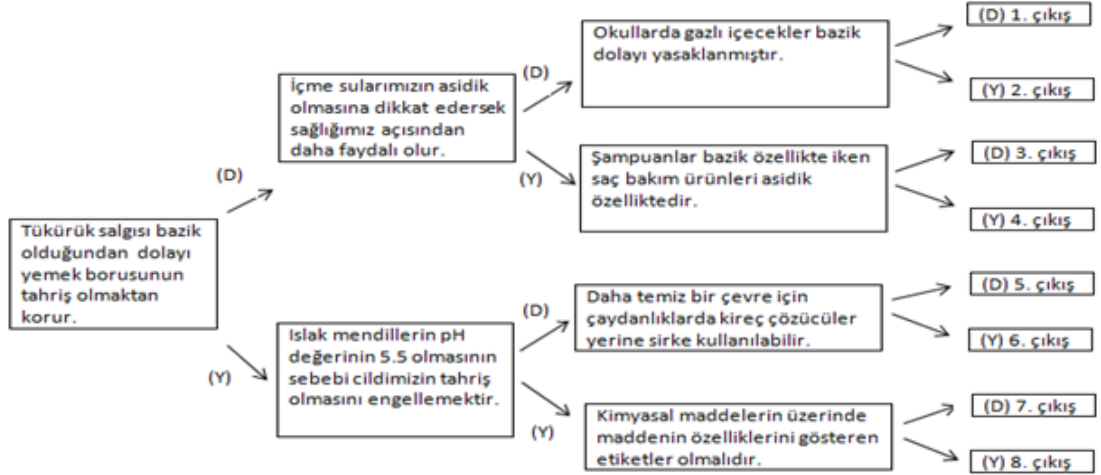 Tükürük salgısı bazik
olduğundan dolayı
yemek borusunun
tahriş olmaktan
korur.
(D)
(Y)
İçme sularımızın asidik
olmasına dikkat edersek
sağlığımız açısından
daha faydalı olur.
(D)
(Y)
Islak mendillerin pH
değerinin 5.5 olmasının
sebebi cildimizin tahriş
olmasını engellemektir.
(D)
(Y)
Okullarda gazlı içecekler bazik
dolayı yasaklanmıştır.
Şampuanlar bazik özellikte iken
saç bakım ürünleri asidik
özelliktedir.
Daha temiz bir çevre için
çaydanlıklarda kireç çözücüler
yerine sirke kullanılabilir.
Kimyasal maddelerin üzerinde
maddenin özelliklerini gösteren
etiketler olmalıdır.
(D) 1. çıkış
(Y) 2. çıkış
(D) 3. çıkış
(Y) 4. çıkış
(D) 5. çıkış
(Y) 6. çıkış
(D) 7. çıkış
(Y) 8. çıkış